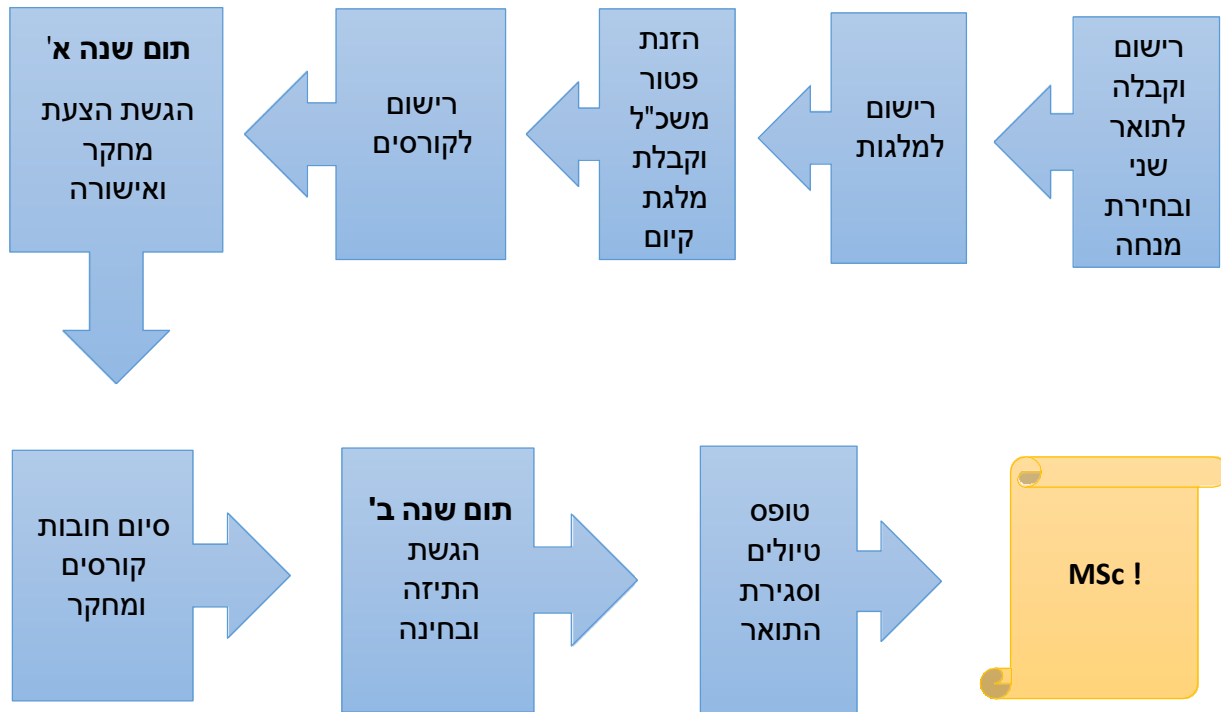 רישום
וקבלה
לתואר
שני
ובחירת
מנחה
רישום
למלגות
הזנת
פטור
משכ"ל
וקבלת
מלגת
קיום
רישום
לקורסים
תום שנה א'
הגשת הצעת
מחקר
ואישורה
סיום חובות
קורסים
ומחקר
תום שנה ב'
הגשת
התיזה
ובחינה
טופס
טיולים
וסגירת
התואר
MSc !